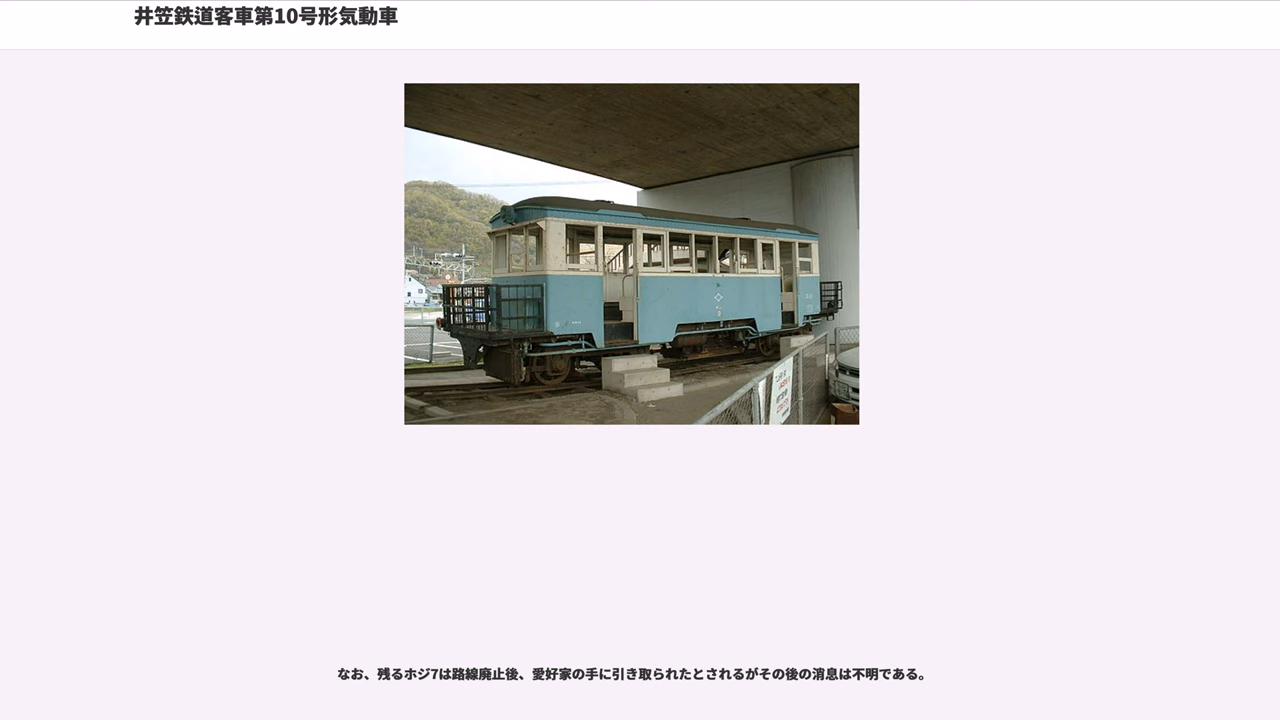 井笠鉄道客車第10号形気動車
なお、残るホジ7は路線廃止後、愛好家の手に引き取られたとされるがその後の消息は不明である。